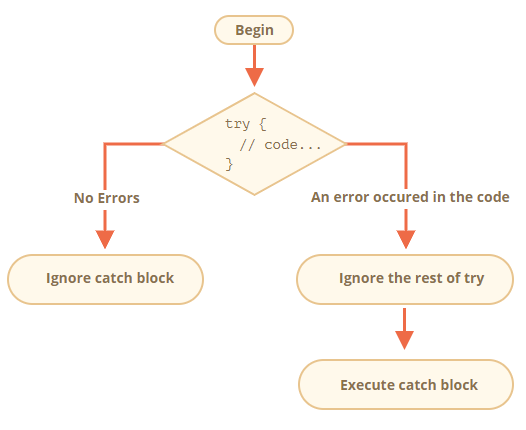 Begin
try {
// code...
}
No Errors
An error occured in the code
Ignore catch block
Ignore the rest of try
Execute catch block